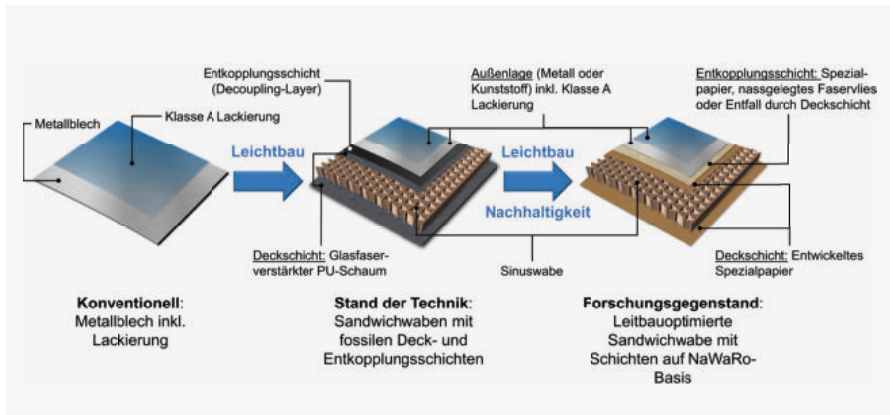 Entkopplungsschicht
(Decoupling-Layer)
Außenlage (Metall oder
Kunststoff) inkl. Klasse A
Lackierung
Entkopplungsschicht: Spezial-
papier, nassgelegtes Faservlies
oder Entfall durch Deckschicht
Metallblech
Klasse A Lackierung
Leichtbau
Leichtbau
Nachhaltigkeit
Deckschicht: Glasfaser-
verstärkter PU-Schaum
Sinuswabe
Deckschicht: Entwickeltes
Spezialpapier
Konventionell:
Metallblech inkl.
Lackierung
Stand der Technik:
Sandwichwaben mit
fossilen Deck- und
Entkopplungsschichten
Forschungsgegenstand:
Leitbauoptimierte
Sandwichwabe mit
Schichten auf NaWaRo-
Basis